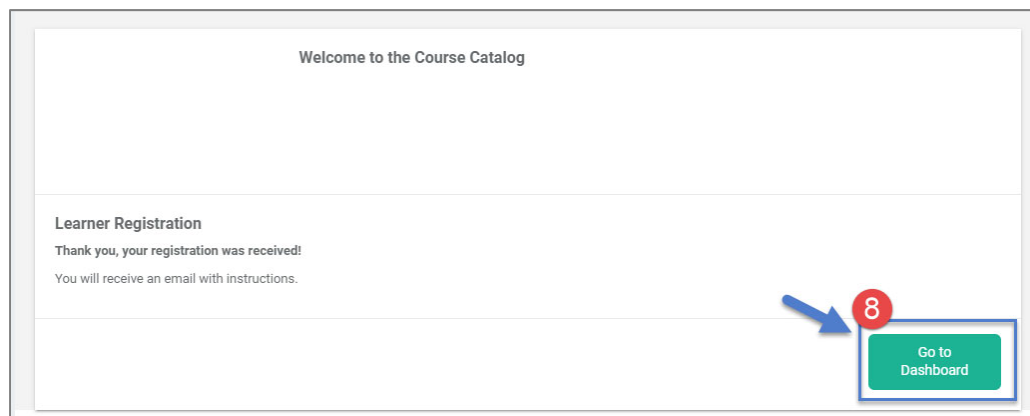 Welcome to the Course Catalog
Learner Registration
Thank you, your registration was received!
You will receive an email with instructions.
8
Go to
Dashboard